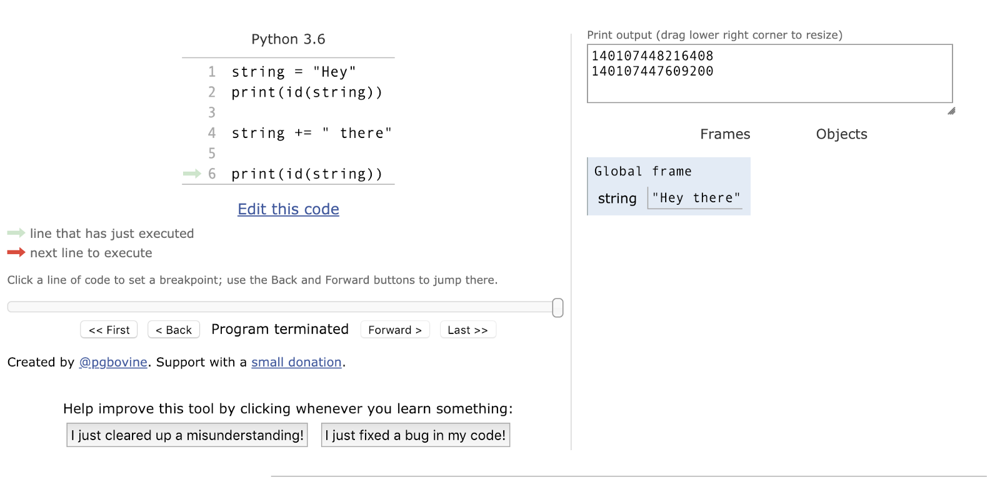 Python 3.6
1 string = "Hey"
2 print(id(string))
3
4 string += " there"
5
6 print(id(string))
Edit this code
line that has just executed
next line to execute
Click a line of code to set a breakpoint; use the Back and Forward buttons to jump there.
<< First < Back Program terminated Forward > Last >>
Created by @pgbovine. Support with a small donation.
Help improve this tool by clicking whenever you learn something:
I just cleared up a misunderstanding! I just fixed a bug in my code!
Print output (drag lower right corner to resize)
140107448216408
140107447609200
Frames Objects
Global frame
string "Hey there"